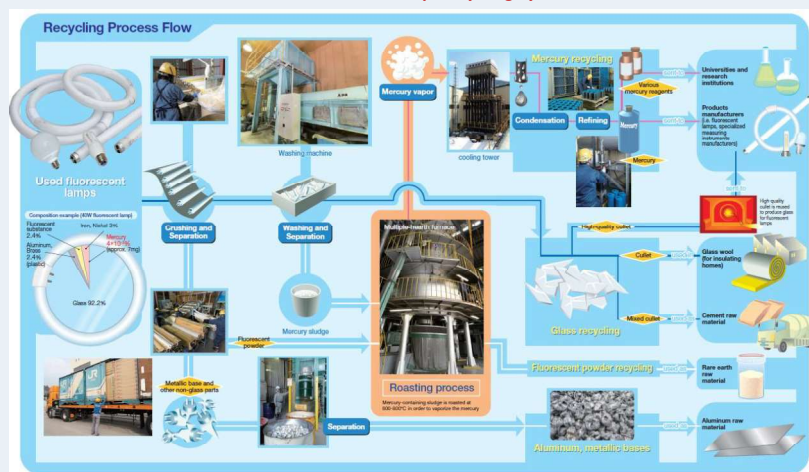 Recycling Process Flow
Used fluorescent
lamps
Composition example (40W fluorescent lamp)
Fluorescent
substance
2.4%
Iron, Nickel 3%
Mercury
(approx. 7mg)
Aluminum,
Brass
2.4%
(plastic)
Glass 92.2%
Washing machine
Crushing and
Separation
Washing and
Separation
Mercury sludge
Fluorescent
powder
Metallic base and
other non-glass parts
Separation
Mercury vapor
Multiple-hearth furnace
Roasting process
Mercury-containing sludge is roasted at
600-800°C in order to vaporize the mercury
cooling tower
Mercury recycling
Condensation
Refining
Various
mercury reagents
Mercury
Mercury
Universities and
research
institutions
Products
manufacturers
(i.e. fluorescent
lamps, specialized
measuring
instruments
manufacturers)
High quality
cullet is reused
to produce glass
for fluorescent
lamps
High-quality cullet
Cullet
Mixed cullet
Glass recycling
Glass wool
(for insulating
homes)
Cement raw
material
Fluorescent powder recycling
used as
Rare earth
raw
material
Aluminum, metallic bases
used as
Aluminum raw
material